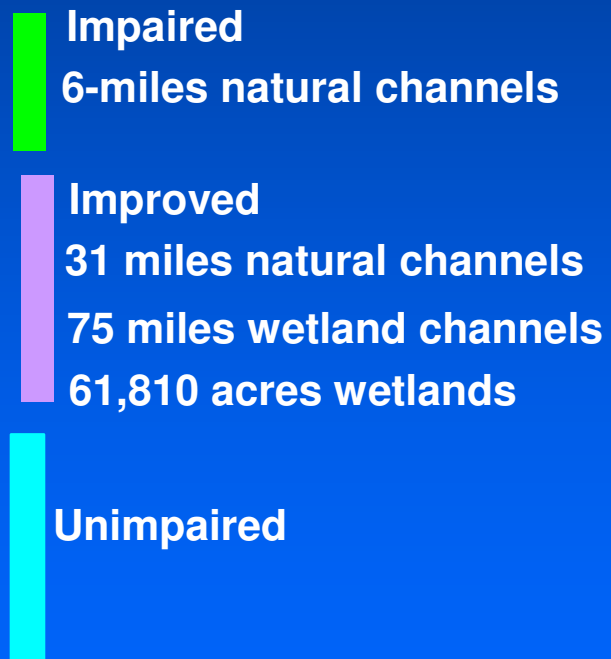 Impaired
6-miles natural channels
Improved
31 miles natural channels
75 miles wetland channels
61,810 acres wetlands
Unimpaired